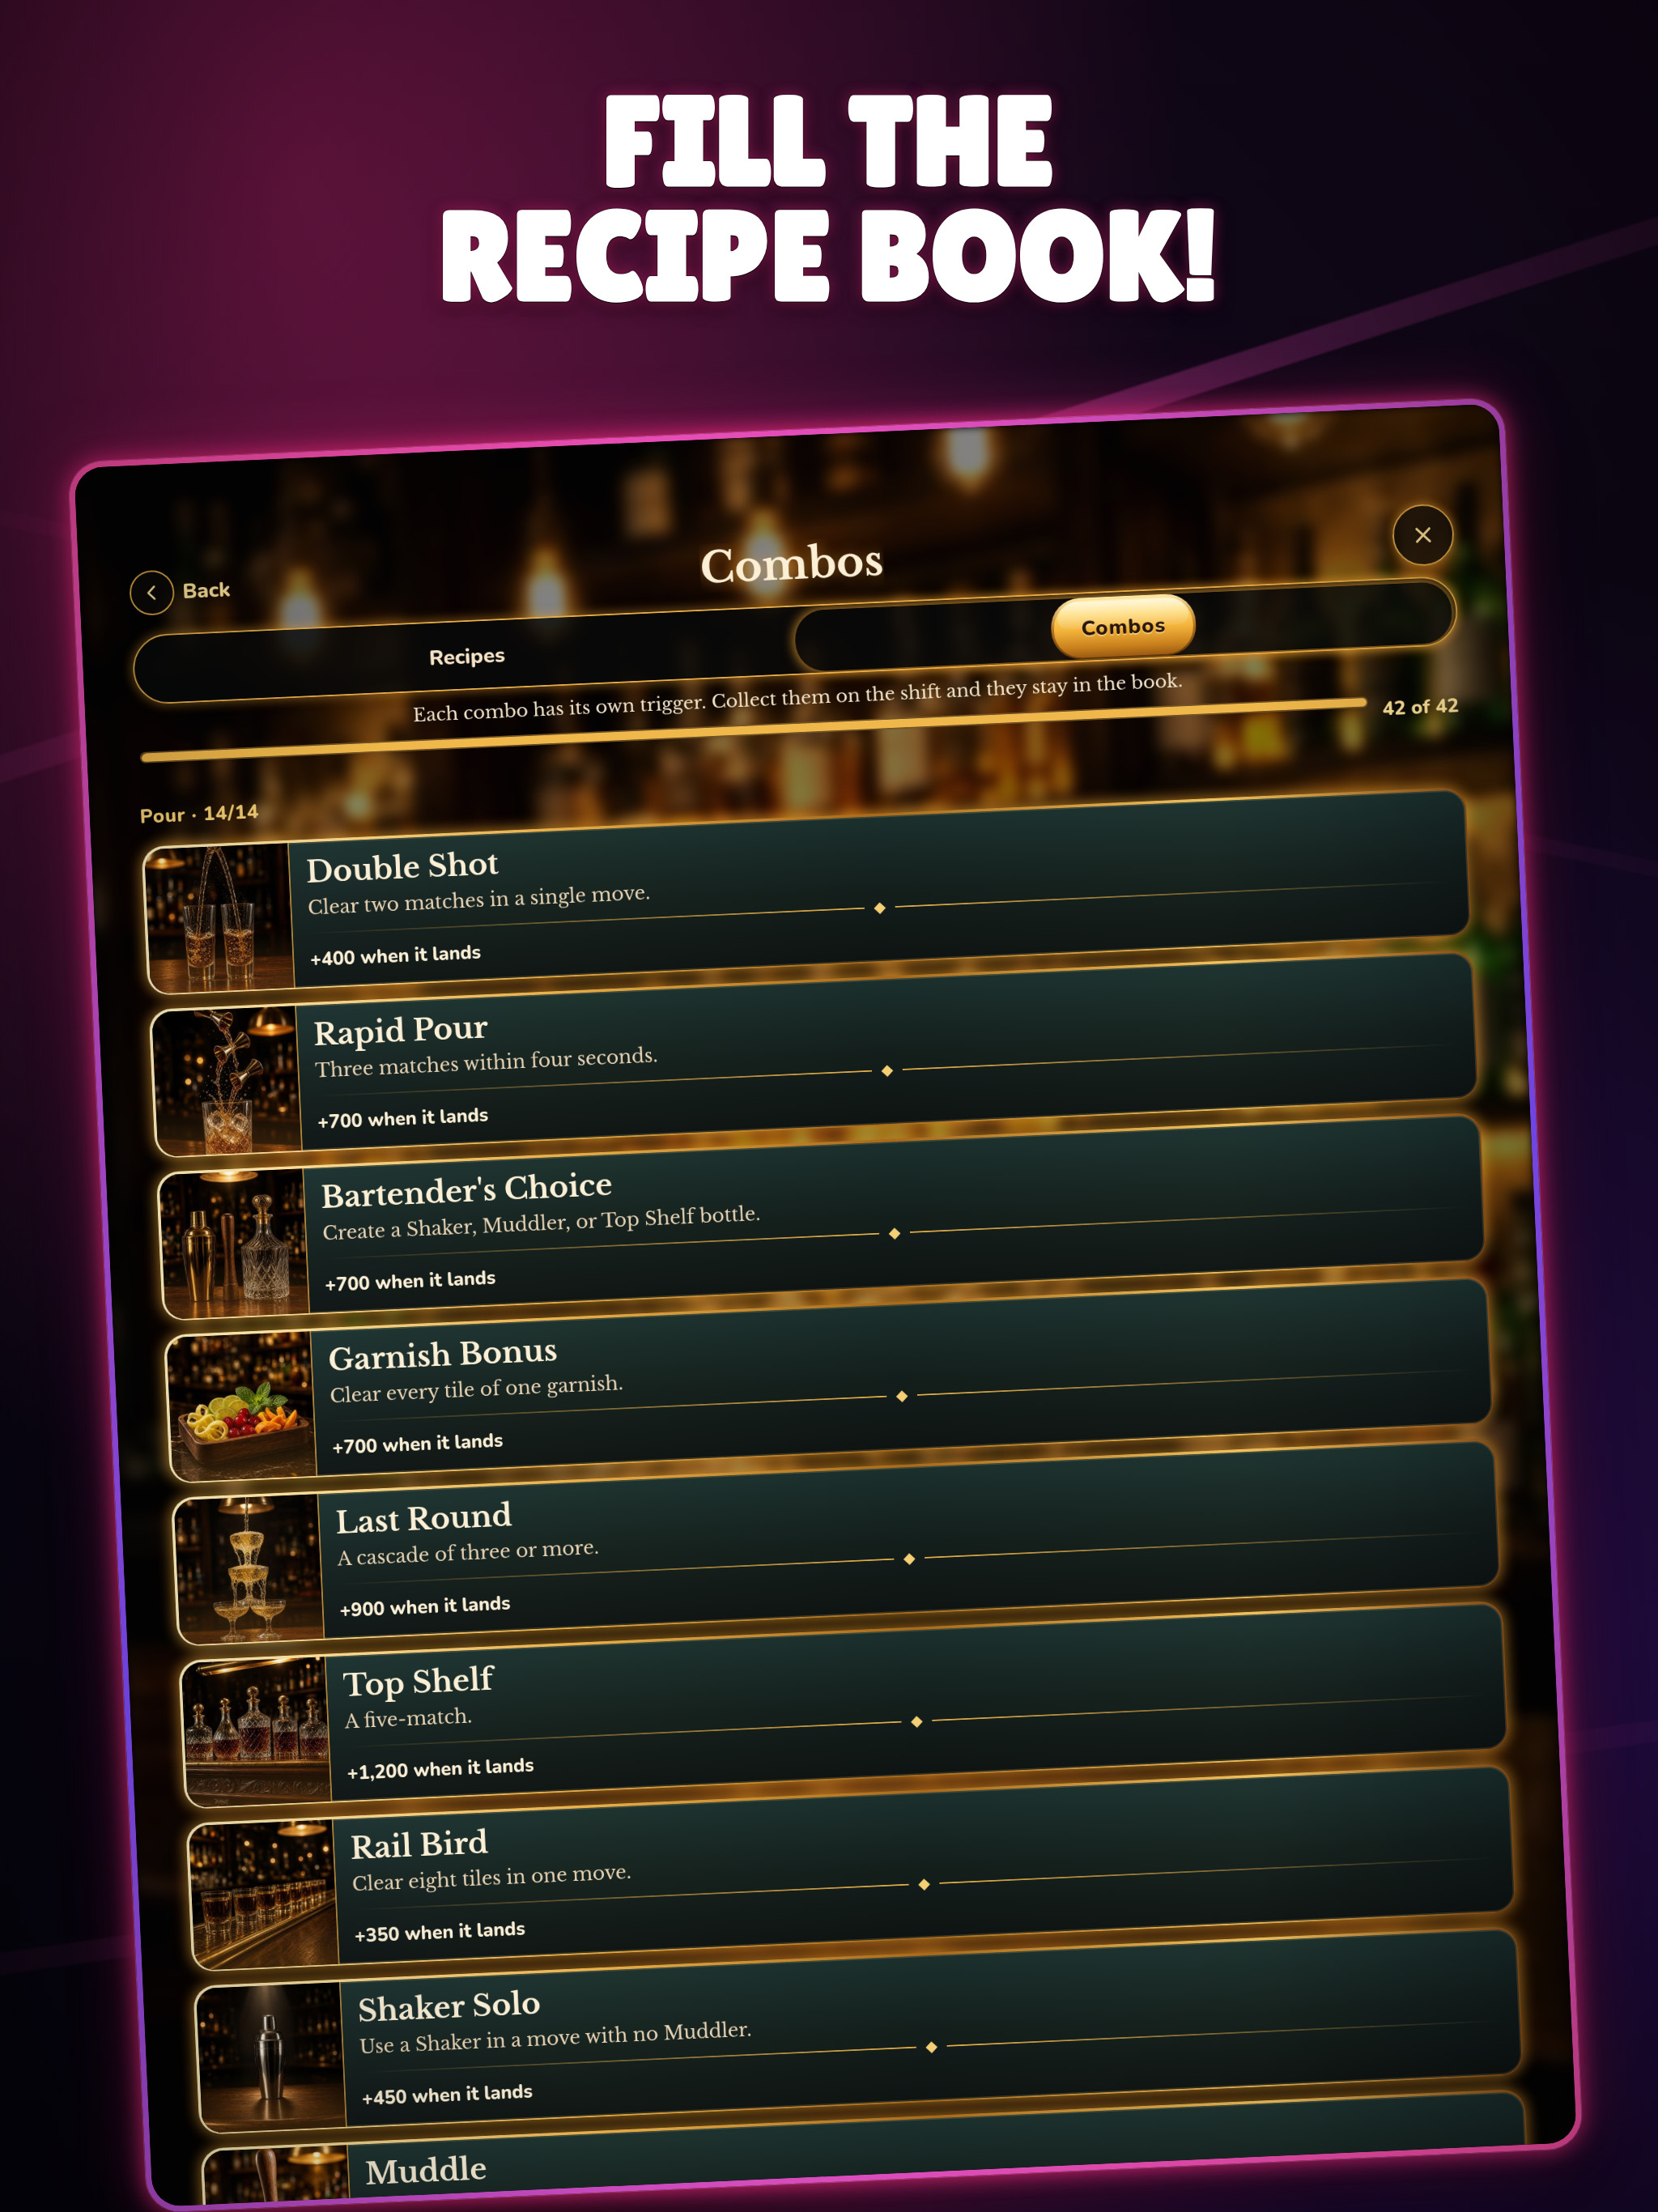 FILL THE
RECIPE BOOK!
Combos
Back
Recipes
Combos
Each combo has its own trigger. Collect them on the shift and they stay in the book.
42 of 42
Pour · 14/14
Double Shot
Clear two matches in a single move.
+400 when it lands
Rapid Pour
Three matches within four seconds.
+700 when it lands
Bartender's Choice
Create a Shaker, Muddler, or Top Shelf bottle.
+700 when it lands
Garnish Bonus
Clear every tile of one garnish.
+700 when it lands
Last Round
A cascade of three or more.
+900 when it lands
Top Shelf
A five-match.
+1,200 when it lands
Rail Bird
Clear eight tiles in one move.
+350 when it lands
Shaker Solo
Use a Shaker in a move with no Muddler.
+450 when it lands
Muddle